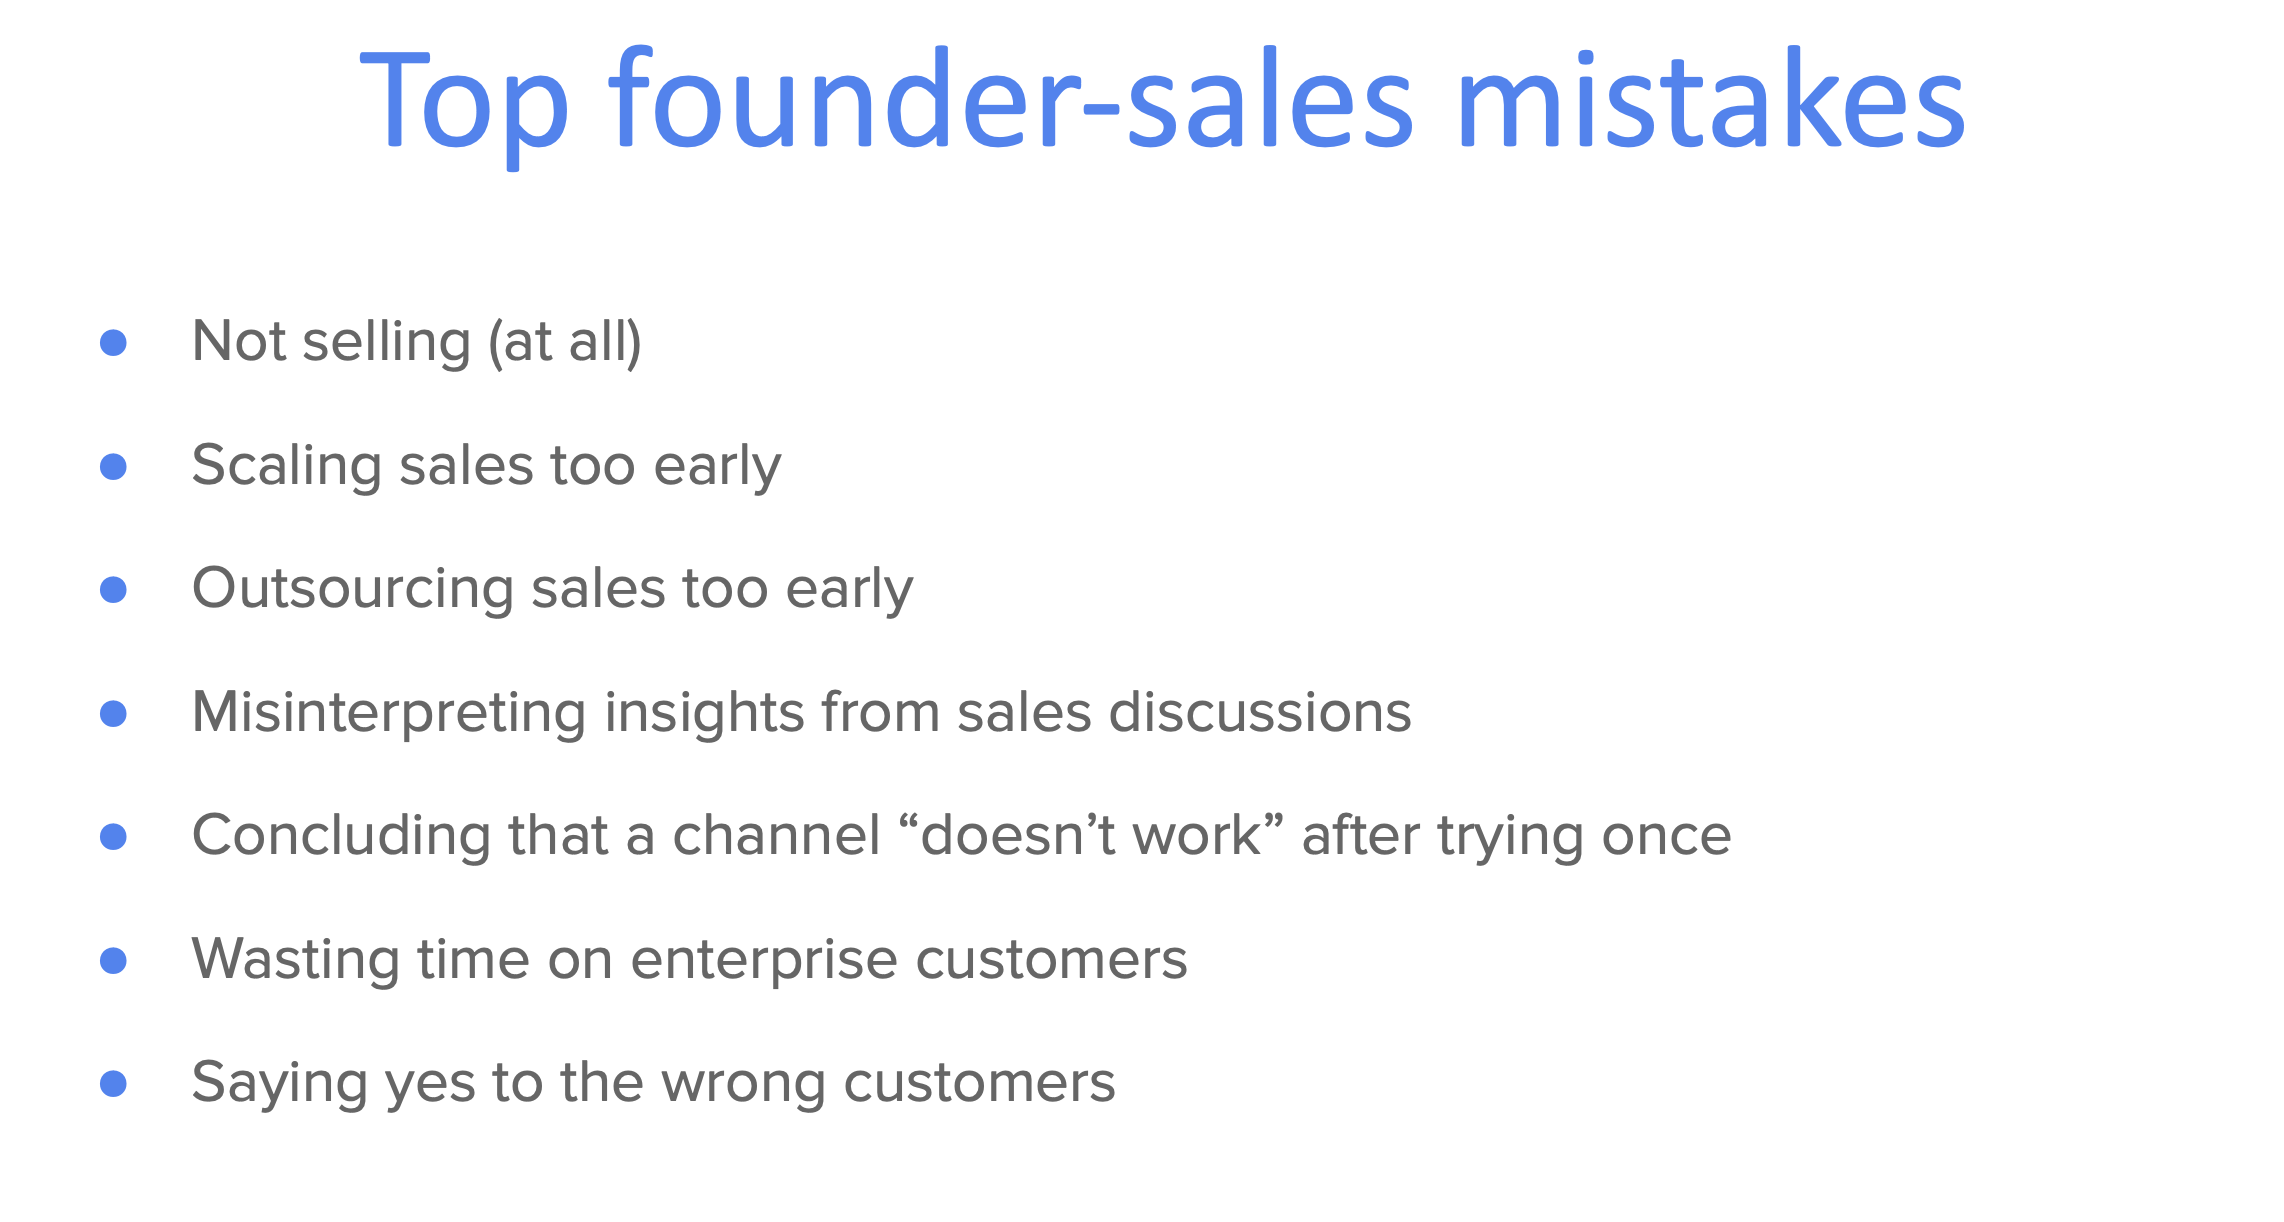 Top founder-sales mistakes
Not selling (at all)
Scaling sales too early
Outsourcing sales too early
Misinterpreting insights from sales discussions
Concluding that a channel “doesn’t work” after trying once
Wasting time on enterprise customers
Saying yes to the wrong customers